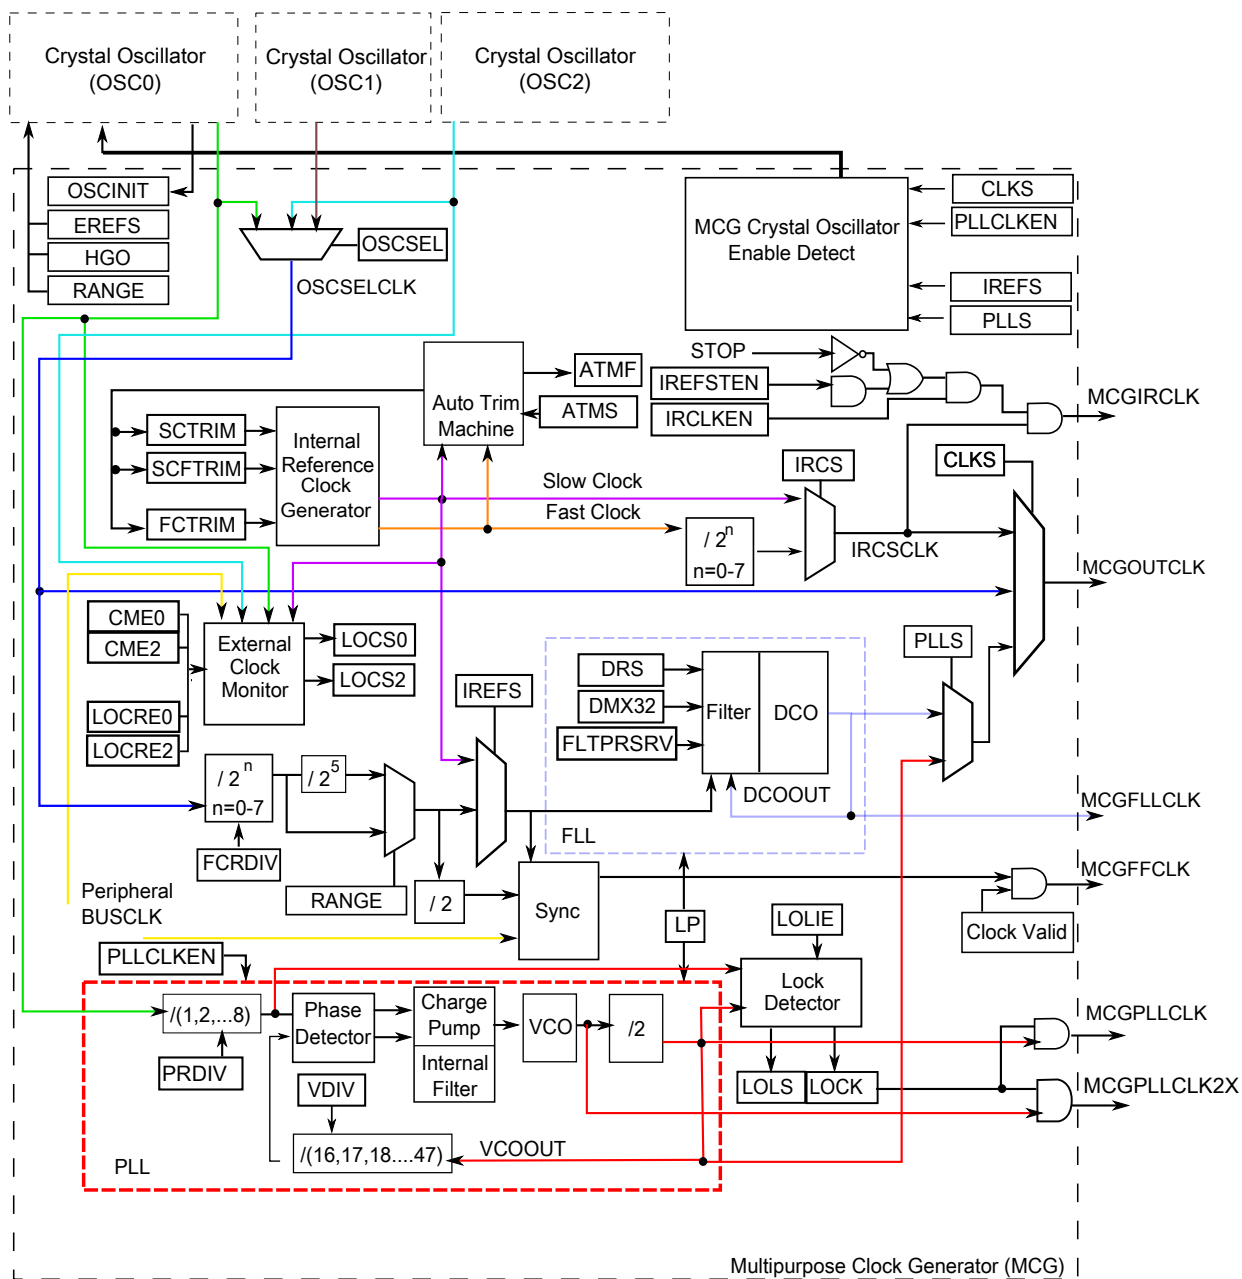 Crystal Oscillator
(OSC0)
Crystal Oscillator
(OSC1)
Crystal Oscillator
(OSC2)
OSCINIT
EREFS
HGO
RANGE
OSCSEL
OSCSELCLK
MCG Crystal Oscillator
Enable Detect
CLKS
PLLCLKEN
IREFS
PLLS
STOP
IREFSTEN
IRCLKEN
MCGIRCLK
Auto Trim
Machine
ATMF
ATMS
SCTRIM
SCFTRIM
FCTRIM
Internal
Reference
Clock
Generator
Slow Clock
Fast Clock
/ 2^n
n=0-7
IRCS
IRCSCLK
CLKS
MCGOUTCLK
CME0
CME2
LOCRE0
LOCRE2
External
Clock
Monitor
LOCS0
LOCS2
IREFS
DRS
DMX32
FLTPRSRV
Filter
DCO
DCOOUT
FLL
PLLS
MCGFLLCLK
/ 2^n
n=0-7
/ 2^5
FCRDIV
RANGE
/ 2
Sync
Peripheral
BUSCLK
LP
LOLIE
MCGFFCLK
Clock Valid
PLLCLKEN
/(1,2,...8)
PRDIV
Phase
Detector
Charge
Pump
Internal
Filter
VCO
/2
Lock
Detector
LOLS
LOCK
MCGPLLCLK
MCGPLLCLK2X
VDIV
/(16,17,18....47)
VCOOUT
PLL
Multipurpose Clock Generator (MCG)